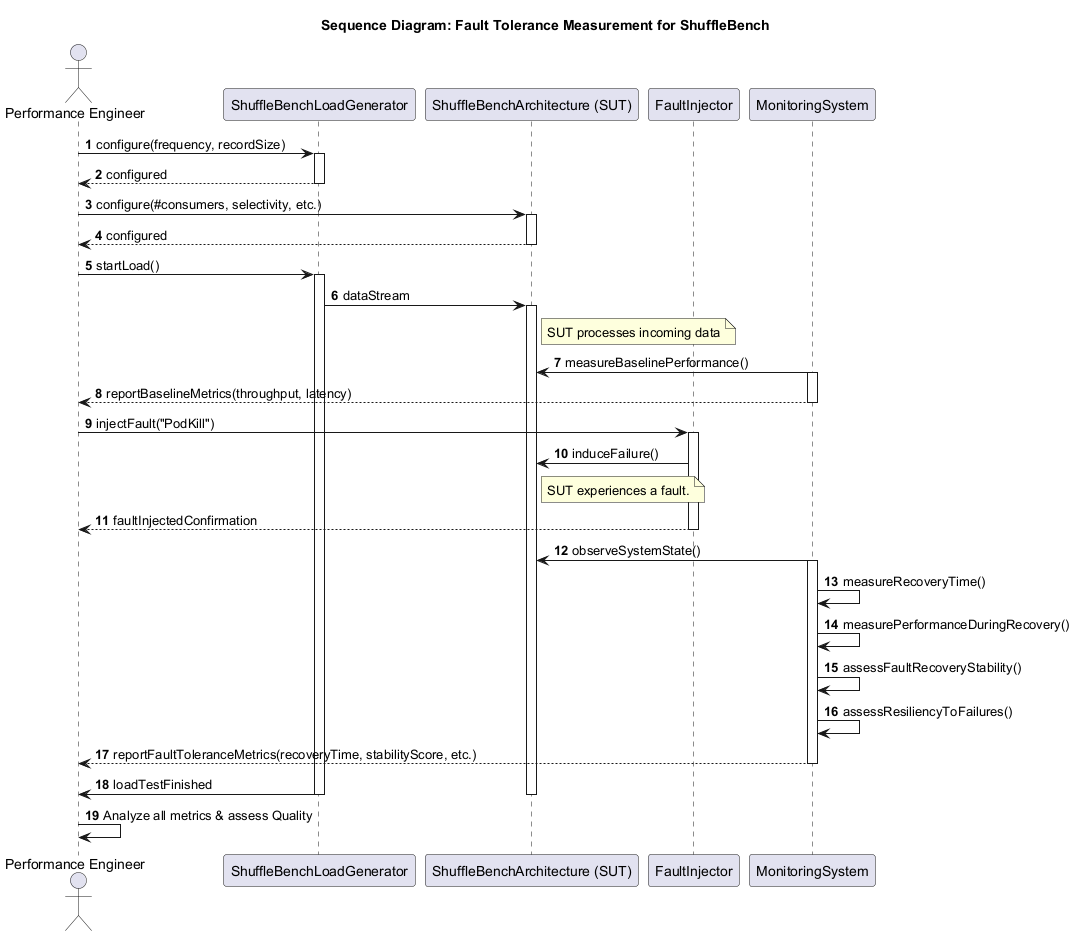 Sequence Diagram: Fault Tolerance Measurement for ShuffleBench
Performance Engineer
ShuffleBenchLoadGenerator
ShuffleBenchArchitecture (SUT)
FaultInjector
MonitoringSystem
1 configure(frequency, recordSize)
2 configured
3 configure(#consumers, selectivity, etc.)
4 configured
5 startLoad()
6 dataStream
SUT processes incoming data
7 measureBaselinePerformance()
8 reportBaselineMetrics(throughput, latency)
9 injectFault("PodKill")
10 induceFailure()
SUT experiences a fault.
11 faultInjectedConfirmation
12 observeSystemState()
13 measureRecoveryTime()
14 measurePerformanceDuringRecovery()
15 assessFaultRecoveryStability()
16 assessResiliencyToFailures()
17 reportFaultToleranceMetrics(recoveryTime, stabilityScore, etc.)
18 loadTestFinished
19 Analyze all metrics & assess Quality
Performance Engineer
ShuffleBenchLoadGenerator
ShuffleBenchArchitecture (SUT)
FaultInjector
MonitoringSystem